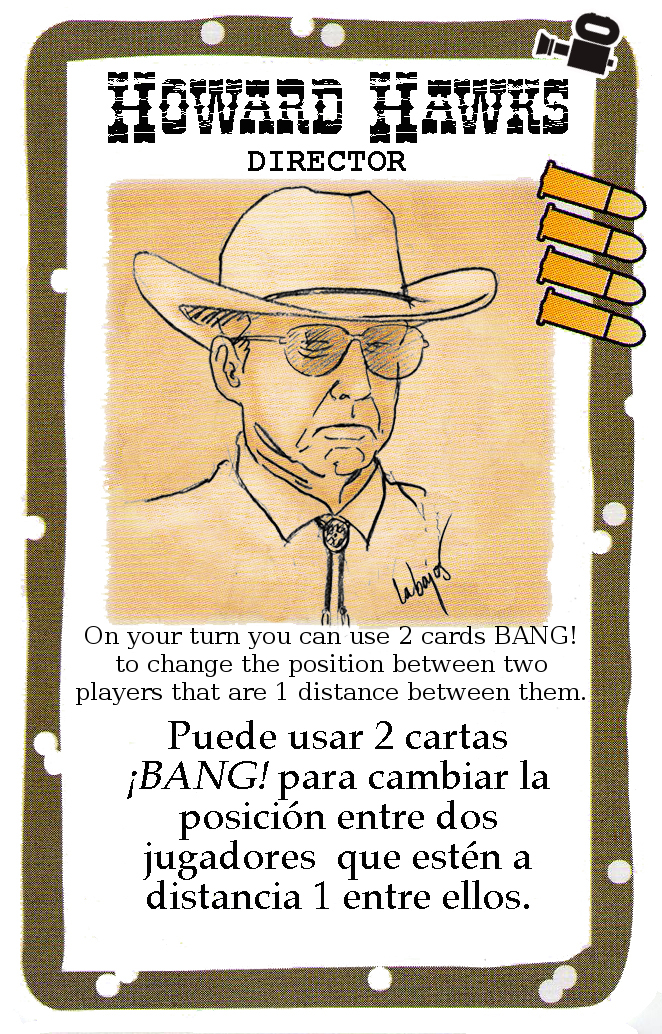 HOWARD HAWKS
DIRECTOR
Labajos
On your turn you can use 2 cards BANG!
to change the position between two
players that are 1 distance between them.
Puede usar 2 cartas
¡BANG! para cambiar la
posición entre dos
jugadores que estén a
distancia 1 entre ellos.